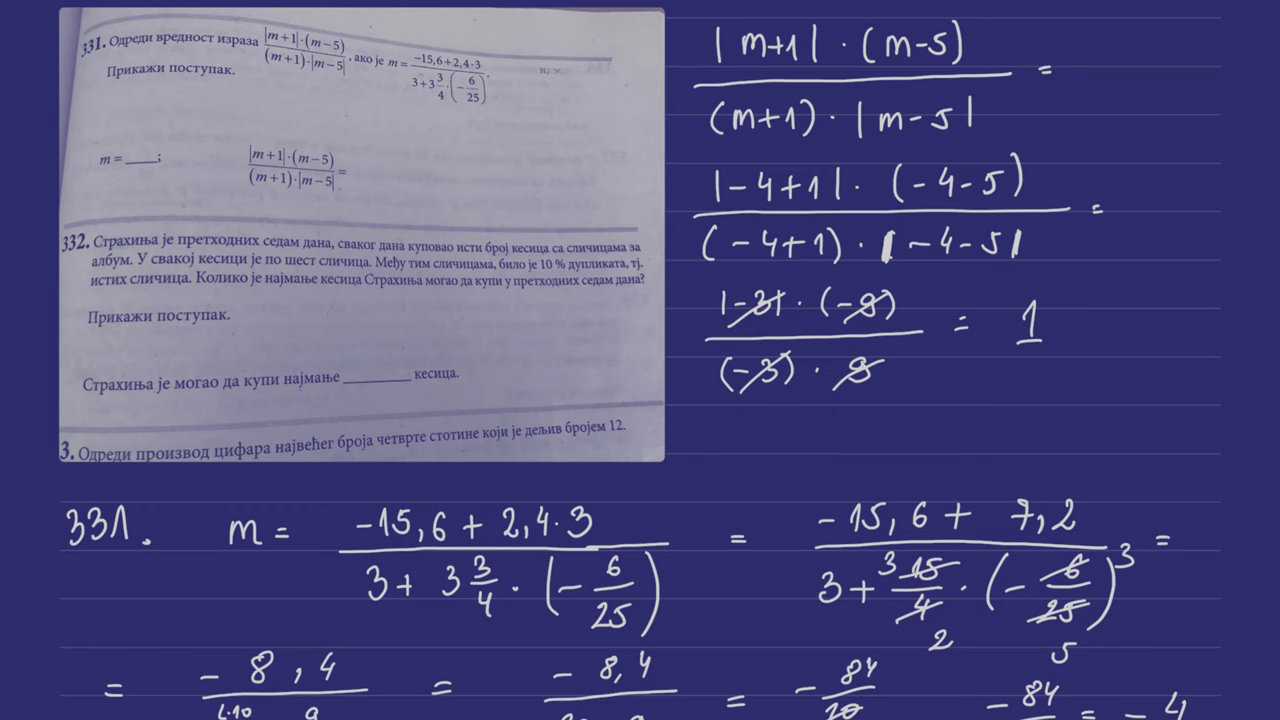 331. Одреди вредност израза |m+1|·(m−5) / (m+1)·|m−5|, ако је m = −15,6+2,4·3 / 3+3 3/4·(−6/25).
Прикажи поступак.
m = ____; |m+1|·(m−5) / (m+1)·|m−5| =
332. Страхиња је претходних седам дана, сваког дана куповао исти број кесица са сличицама за
албум. У свакој кесици је по шест сличица. Међу тим сличицама, било је 10 % дупликата, тј.
истих сличица. Колико је најмање кесица Страхиња могао да купи у претходних седам дана?
Прикажи поступак.
Страхиња је могао да купи најмање ________ кесица.
3. Одреди производ цифара највећег броја четврте стотине који је дељив бројем 12.
|m+1| · (m−5)
(m+1) · |m−5|
=
|−4+1| · (−4−5)
(−4+1) · |−4−5|
=
|−3| · (−9)
(−3) · 9
= 1
331. m = −15,6 + 2,4·3 / 3 + 3 3/4 · (−6/25) = −15,6 + 7,2 / 3 + 15/4 · (−6/25) =
3 3
2 5
= −8,4 = −8,4 = −84/20 −84 = −4